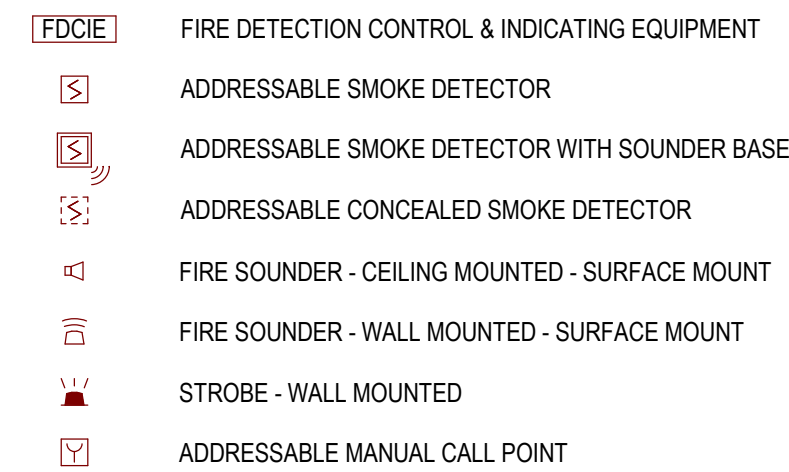 FDCIE FIRE DETECTION CONTROL & INDICATING EQUIPMENT
ADDRESSABLE SMOKE DETECTOR
ADDRESSABLE SMOKE DETECTOR WITH SOUNDER BASE
ADDRESSABLE CONCEALED SMOKE DETECTOR
FIRE SOUNDER - CEILING MOUNTED - SURFACE MOUNT
FIRE SOUNDER - WALL MOUNTED - SURFACE MOUNT
STROBE - WALL MOUNTED
ADDRESSABLE MANUAL CALL POINT